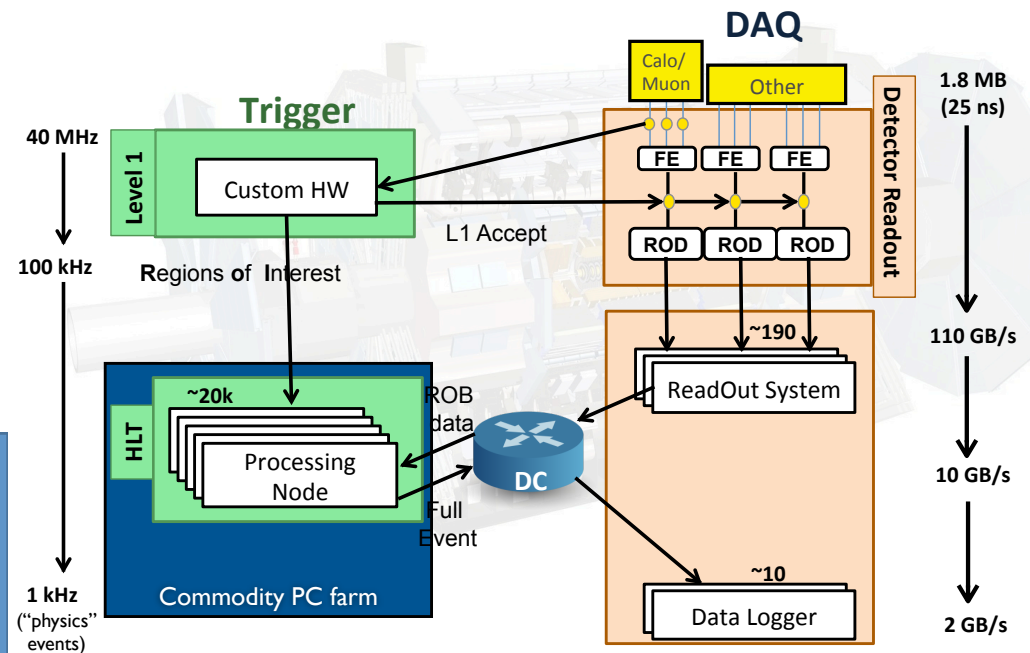 DAQ
Trigger
Calo/
Muon
Other
1.8 MB
(25 ns)
40 MHz
Level 1
Custom HW
FE
FE
FE
Detector Readout
L1 Accept
ROD
ROD
ROD
100 kHz
Regions of Interest
~190
110 GB/s
ReadOut System
~20k
ROB
data
HLT
Processing
Node
DC
10 GB/s
Full
Event
~10
1 kHz
("physics"
events)
Commodity PC farm
Data Logger
2 GB/s